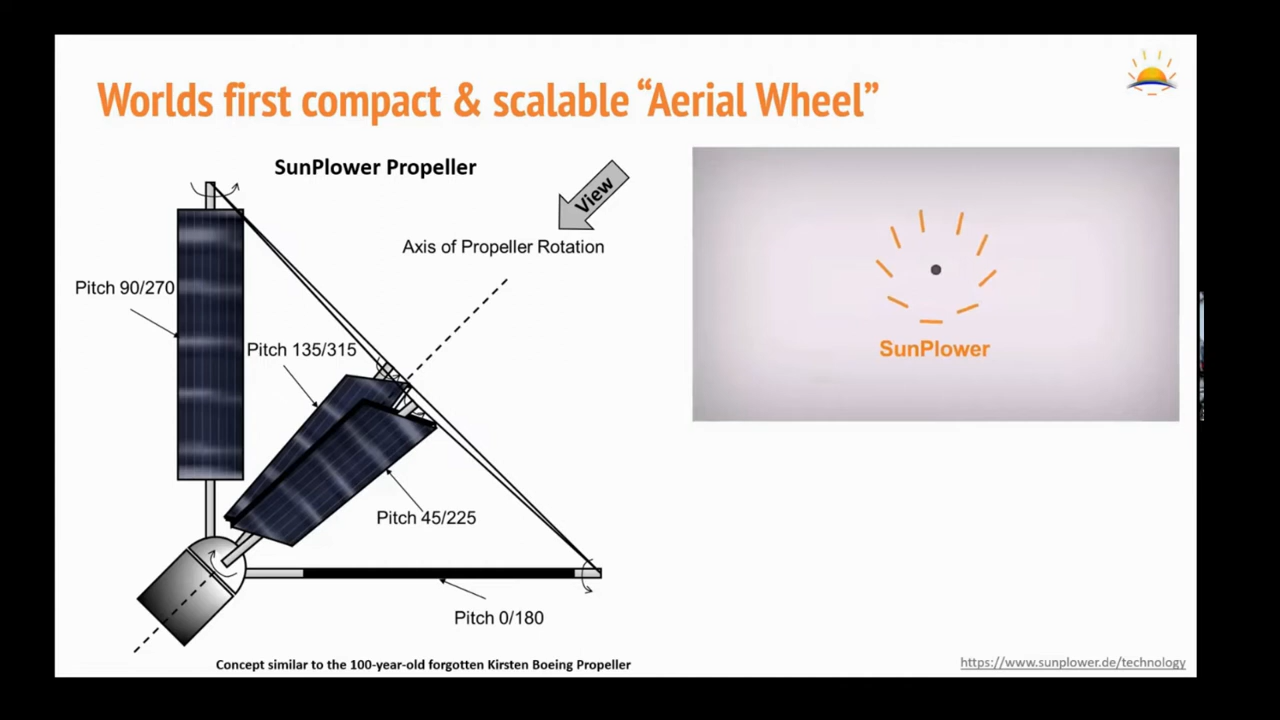 Worlds first compact & scalable “Aerial Wheel”
SunPlower Propeller
View
Axis of Propeller Rotation
Pitch 90/270
Pitch 135/315
Pitch 45/225
Pitch 0/180
SunPlower
Concept similar to the 100-year-old forgotten Kirsten Boeing Propeller
https://www.sunplower.de/technology